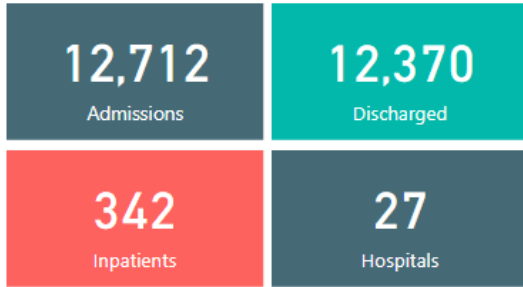 12,712
Admissions
12,370
Discharged
342
Inpatients
27
Hospitals